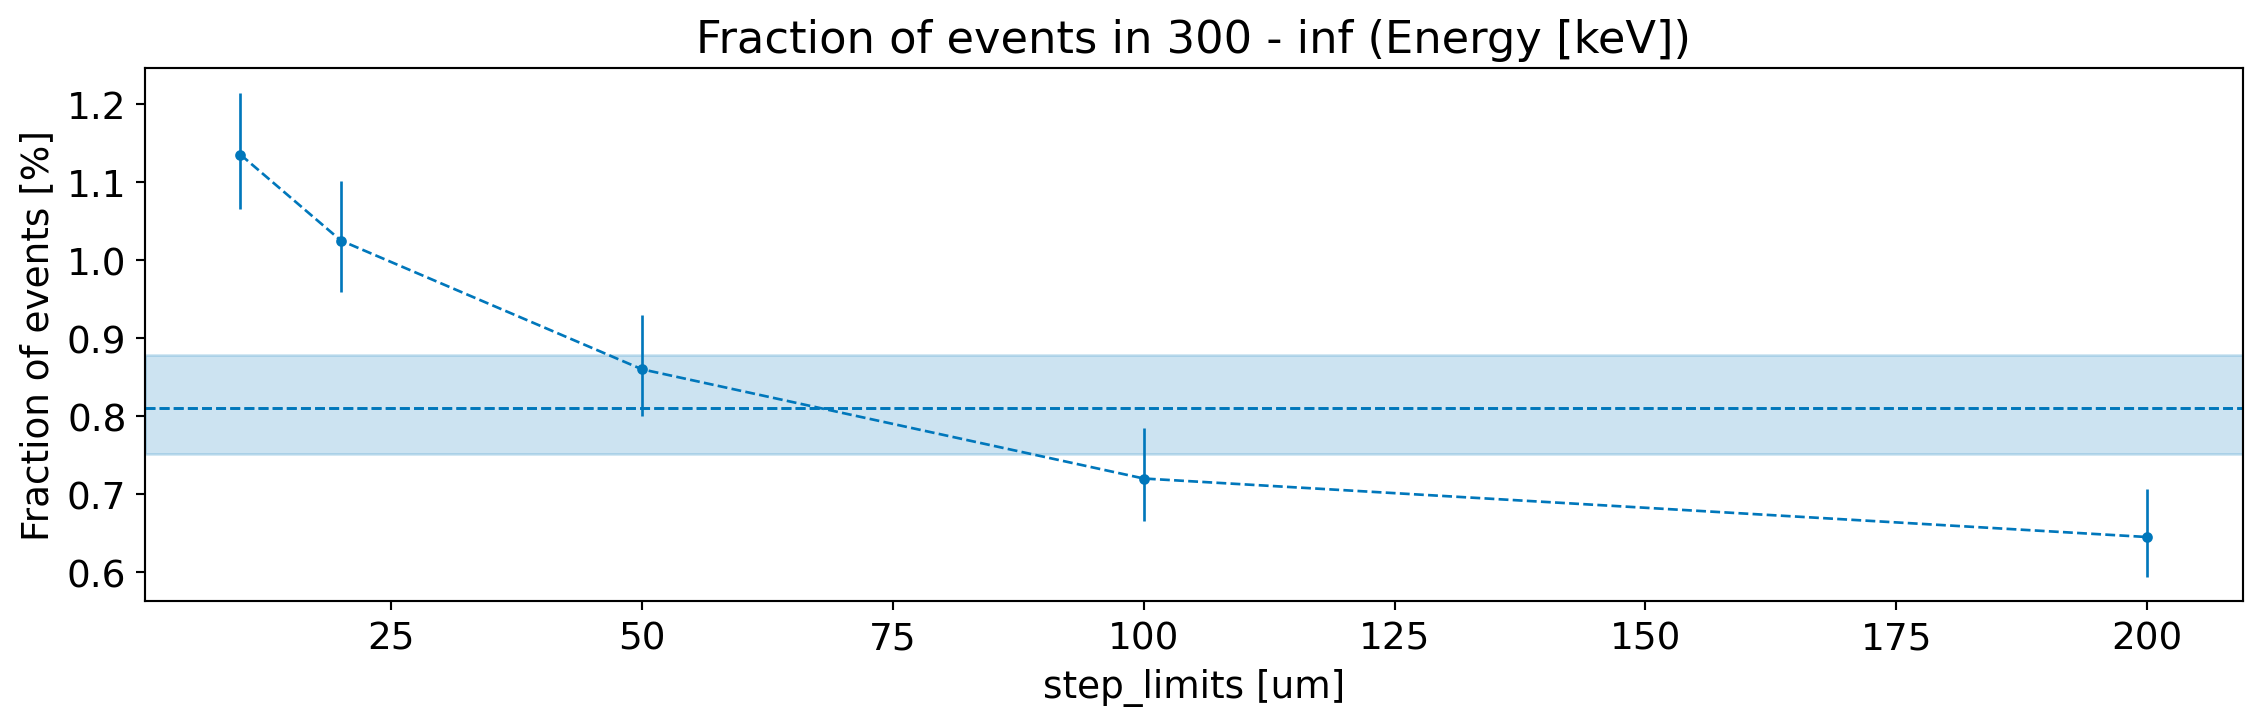 Fraction of events in 300 - inf (Energy [keV])
Fraction of events [%]
1.2
1.1
1.0
0.9
0.8
0.7
0.6
25 50 75 100 125 150 175 200
step_limits [um]